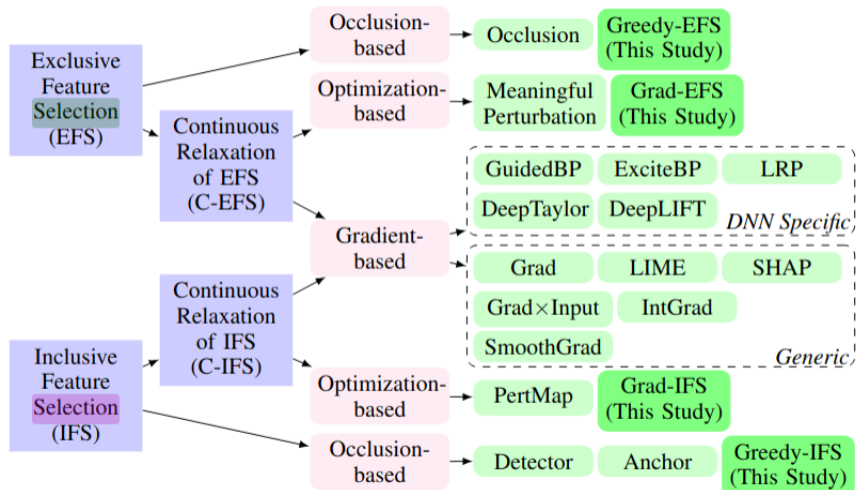 Exclusive
Feature
Selection
(EFS)
Continuous
Relaxation
of EFS
(C-EFS)
Occlusion-
based
Occlusion
Greedy-EFS
(This Study)
Optimization-
based
Meaningful
Perturbation
Grad-EFS
(This Study)
Gradient-
based
GuidedBP ExciteBP LRP
DeepTaylor DeepLIFT
DNN Specific
Grad LIME SHAP
Grad×Input IntGrad
SmoothGrad
Generic
Inclusive
Feature
Selection
(IFS)
Continuous
Relaxation
of IFS
(C-IFS)
Optimization-
based
PertMap
Grad-IFS
(This Study)
Occlusion-
based
Detector Anchor
Greedy-IFS
(This Study)